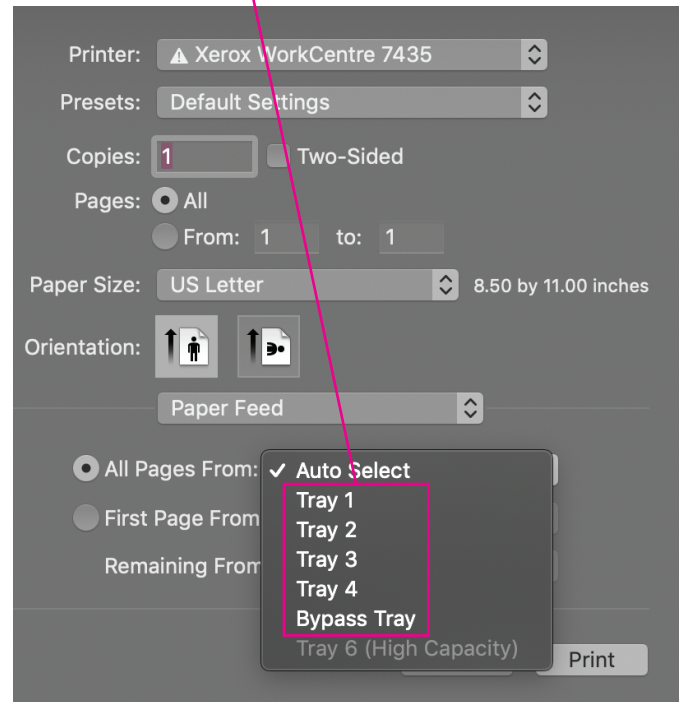 Printer: Xerox WorkCentre 7435
Presets: Default Settings
Copies: 1 Two-Sided
Pages: All
From: 1 to: 1
Paper Size: US Letter 8.50 by 11.00 inches
Orientation:
Paper Feed
All Pages From: ✓ Auto Select
Tray 1
First Page From
Tray 2
Tray 3
Remaining From
Tray 4
Bypass Tray
Tray 6 (High Capacity)
Print